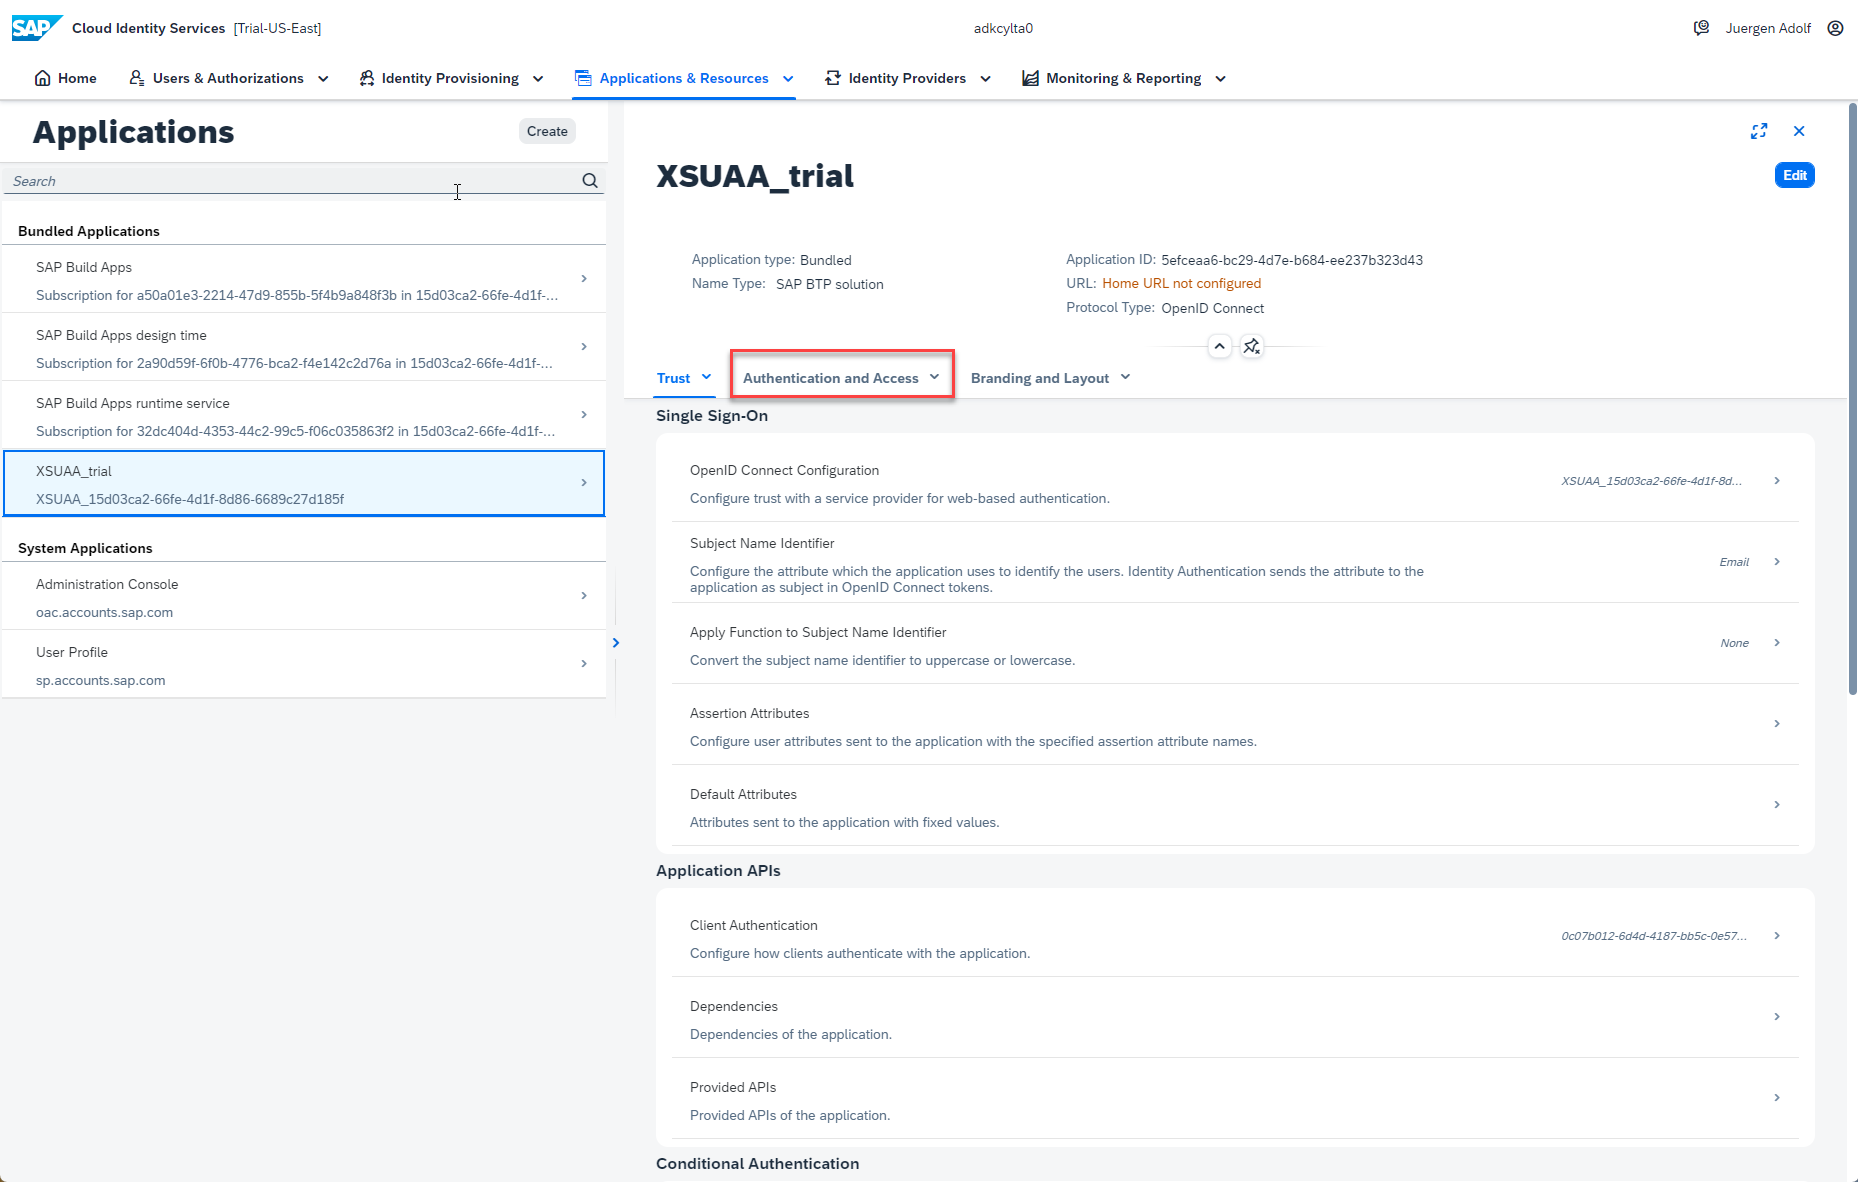 SAP Cloud Identity Services [Trial-US-East]
adkcylta0
Juergen Adolf
Home
Users & Authorizations
Identity Provisioning
Applications & Resources
Identity Providers
Monitoring & Reporting
Applications
Create
Search
Bundled Applications
SAP Build Apps
Subscription for a50a01e3-2214-47d9-855b-5f4b9a848f3b in 15d03ca2-66fe-4d1f-...
SAP Build Apps design time
Subscription for 2a90d59f-6f0b-4776-bca2-f4e142c2d76a in 15d03ca2-66fe-4d1f-...
SAP Build Apps runtime service
Subscription for 32dc404d-4353-44c2-99c5-f06c035863f2 in 15d03ca2-66fe-4d1f-...
XSUAA_trial
XSUAA_15d03ca2-66fe-4d1f-8d86-6689c27d185f
System Applications
Administration Console
oac.accounts.sap.com
User Profile
sp.accounts.sap.com
XSUAA_trial
Edit
Application type: Bundled
Name Type: SAP BTP solution
Application ID: 5efceaa6-bc29-4d7e-b684-ee237b323d43
URL: Home URL not configured
Protocol Type: OpenID Connect
Trust
Authentication and Access
Branding and Layout
Single Sign-On
OpenID Connect Configuration
Configure trust with a service provider for web-based authentication.
XSUAA_15d03ca2-66fe-4d1f-8d...
Subject Name Identifier
Configure the attribute which the application uses to identify the users. Identity Authentication sends the attribute to the
application as subject in OpenID Connect tokens.
Email
Apply Function to Subject Name Identifier
Convert the subject name identifier to uppercase or lowercase.
None
Assertion Attributes
Configure user attributes sent to the application with the specified assertion attribute names.
Default Attributes
Attributes sent to the application with fixed values.
Application APIs
Client Authentication
Configure how clients authenticate with the application.
0c07b012-6d4d-4187-bb5c-0e57...
Dependencies
Dependencies of the application.
Provided APIs
Provided APIs of the application.
Conditional Authentication